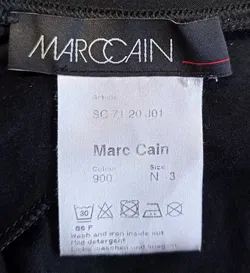 MARCCAIN
Article
SC 71.20 J01
Marc Cain
Colour Size
900 N 3
30
86 F
Wash and iron inside out
Mild detergent